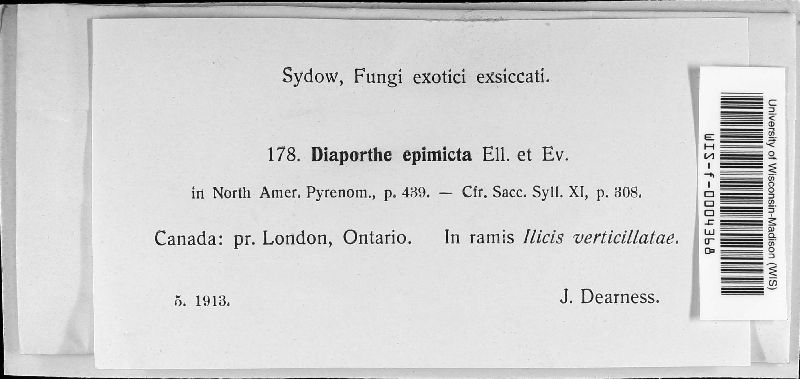 Sydow, Fungi exotici exsiccati.
178. Diaporthe epimicta Ell. et Ev.
in North Amer. Pyrenom., p. 439. — Cfr. Sacc. Syll. XI, p. 308.
Canada: pr. London, Ontario. In ramis Ilicis verticillatae.
5. 1913. J. Dearness.
University of Wisconsin-Madison (WIS)
WIS-f-0004398